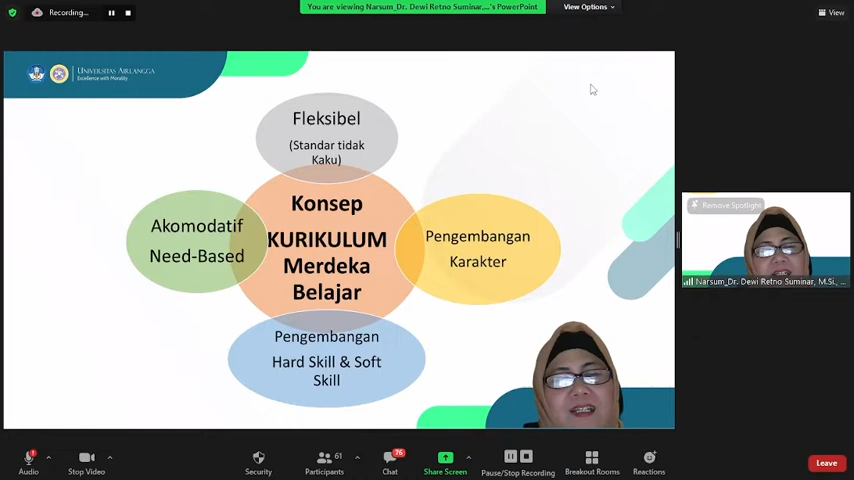 Recording...
You are viewing Narsum_Dr. Dewi Retno Suminar,...'s PowerPoint
View Options
View
UNIVERSITAS AIRLANGGA
Excellence with Morality
Fleksibel
(Standar tidak
Kaku)
Akomodatif
Need-Based
Konsep
KURIKULUM
Merdeka
Belajar
Pengembangan
Karakter
Pengembangan
Hard Skill & Soft
Skill
Remove Spotlight
Narsum_Dr. Dewi Retno Suminar, M.Si., ...
Audio
Stop Video
Security
61
Participants
76
Chat
Share Screen
Pause/Stop Recording
Breakout Rooms
Reactions
Leave